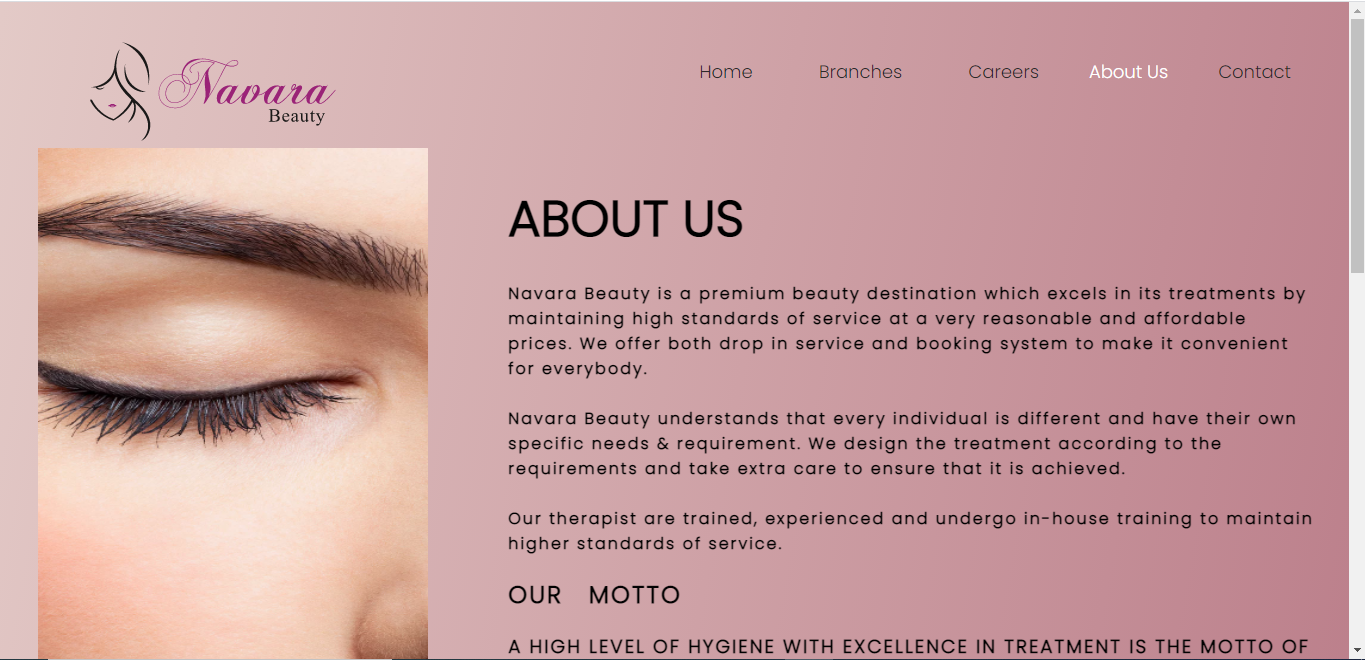 Navara
Beauty
Home Branches Careers About Us Contact
ABOUT US
Navara Beauty is a premium beauty destination which excels in its treatments by
maintaining high standards of service at a very reasonable and affordable
prices. We offer both drop in service and booking system to make it convenient
for everybody.
Navara Beauty understands that every individual is different and have their own
specific needs & requirement. We design the treatment according to the
requirements and take extra care to ensure that it is achieved.
Our therapist are trained, experienced and undergo in-house training to maintain
higher standards of service.
OUR MOTTO
A HIGH LEVEL OF HYGIENE WITH EXCELLENCE IN TREATMENT IS THE MOTTO OF